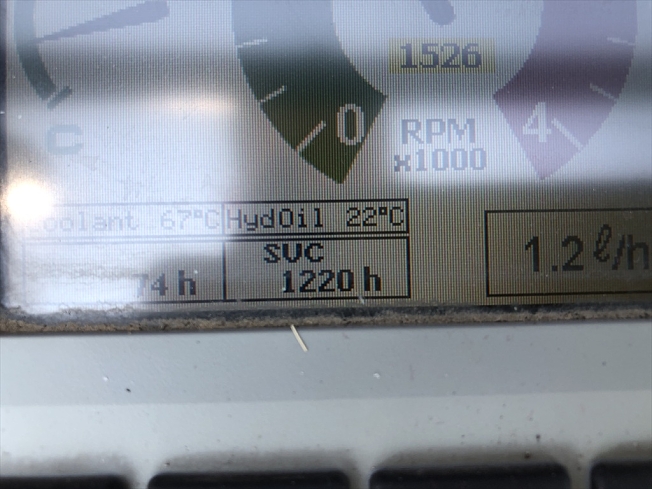 1526
C
0
RPM
4
x1000
Coolant 67°C
HydOil 22°C
SVC
1.2 ℓ/h
74 h
1220 h